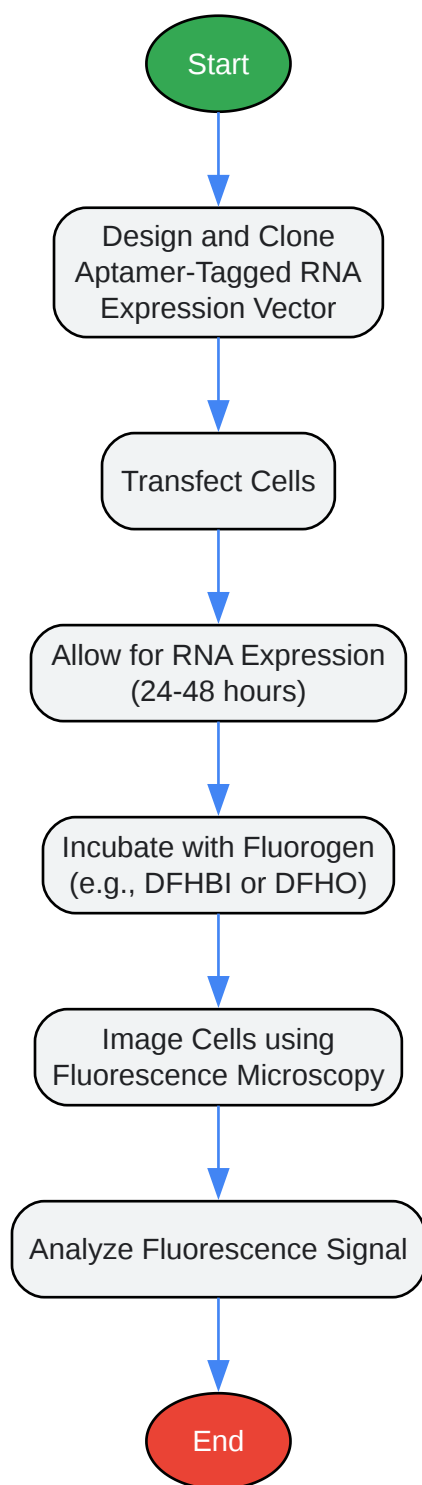 Start
Design and Clone
Aptamer-Tagged RNA
Expression Vector
Transfect Cells
Allow for RNA Expression
(24-48 hours)
Incubate with Fluorogen
(e.g., DFHBI or DFHO)
Image Cells using
Fluorescence Microscopy
Analyze Fluorescence Signal
End